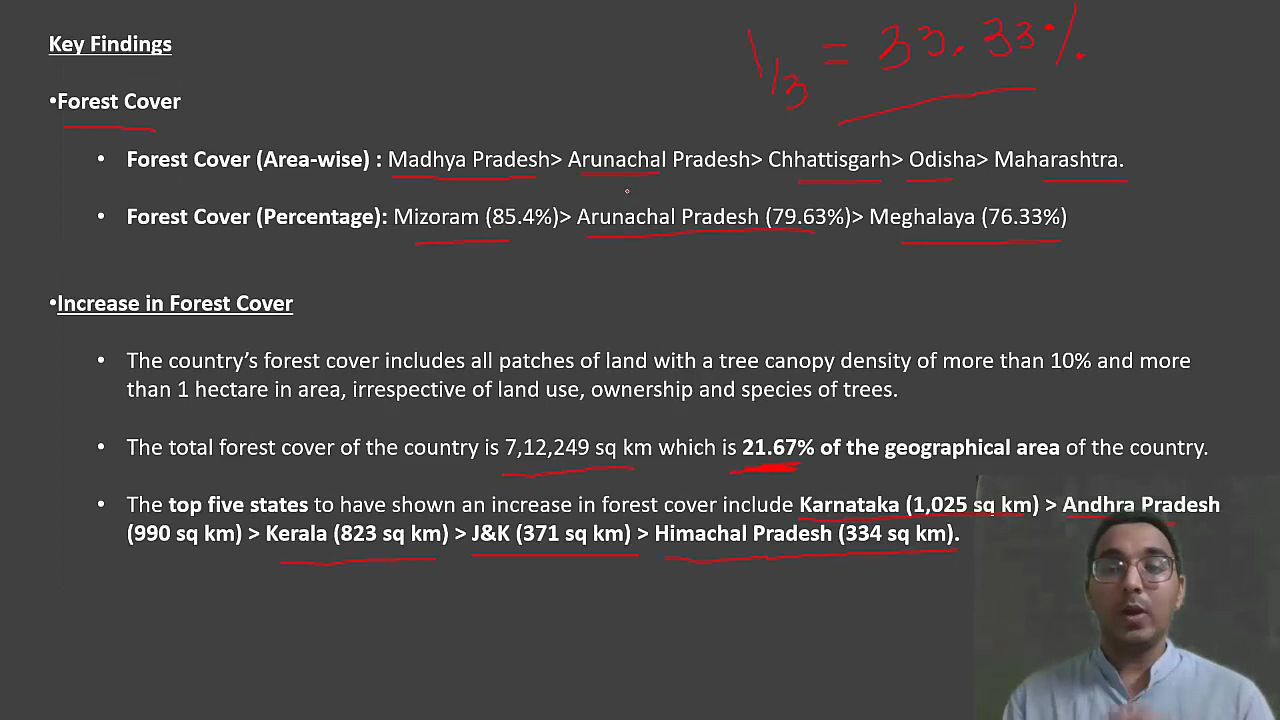 Key Findings
1/3 = 33.33%
•Forest Cover
• Forest Cover (Area-wise) : Madhya Pradesh> Arunachal Pradesh> Chhattisgarh> Odisha> Maharashtra.
• Forest Cover (Percentage): Mizoram (85.4%)> Arunachal Pradesh (79.63%)> Meghalaya (76.33%)
•Increase in Forest Cover
• The country’s forest cover includes all patches of land with a tree canopy density of more than 10% and more
than 1 hectare in area, irrespective of land use, ownership and species of trees.
• The total forest cover of the country is 7,12,249 sq km which is 21.67% of the geographical area of the country.
• The top five states to have shown an increase in forest cover include Karnataka (1,025 sq km) > Andhra Pradesh
(990 sq km) > Kerala (823 sq km) > J&K (371 sq km) > Himachal Pradesh (334 sq km).